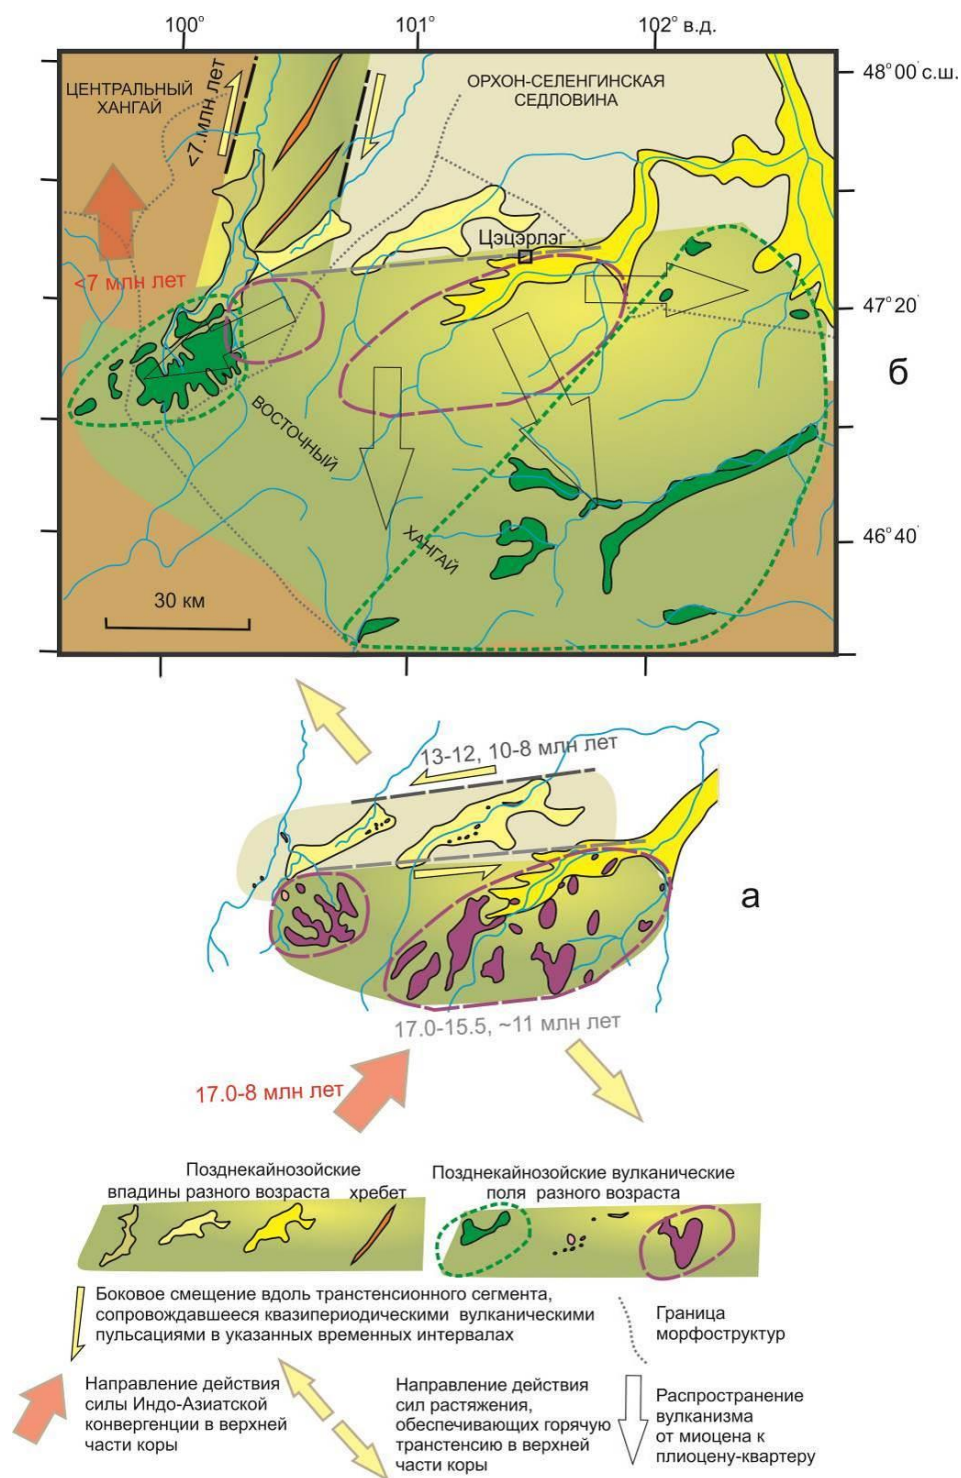 100° 101° 102° в.д.
ЦЕНТРАЛЬНЫЙ
ХАНГАЙ
<7 млн лет
ОРХОН-СЕЛЕНГИНСКАЯ
СЕДЛОВИНА
48°00' с.ш.
Цэцэрлэг
<7 млн лет
47°20'
б
ВОСТОЧНЫЙ
ХАНГАЙ
46°40'
30 км
100° 101° 102°
13-12, 10-8 млн лет
а
17.0-15.5, ~11 млн лет
17.0-8 млн лет
Позднекайнозойские
впадины разного возраста хребет
Позднекайнозойские вулканические
поля разного возраста
Боковое смещение вдоль транстенсионного сегмента,
сопровождавшееся квазипериодическими вулканическими
пульсациями в указанных временных интервалах
Граница
морфоструктур
Направление действия
силы Индо-Азиатской
конвергенции в верхней
части коры
Направление действия
сил растяжения,
обеспечивающих горячую
транстенсию в верхней
части коры
Распространение
вулканизма
от миоцена к
плиоцену-квартеру